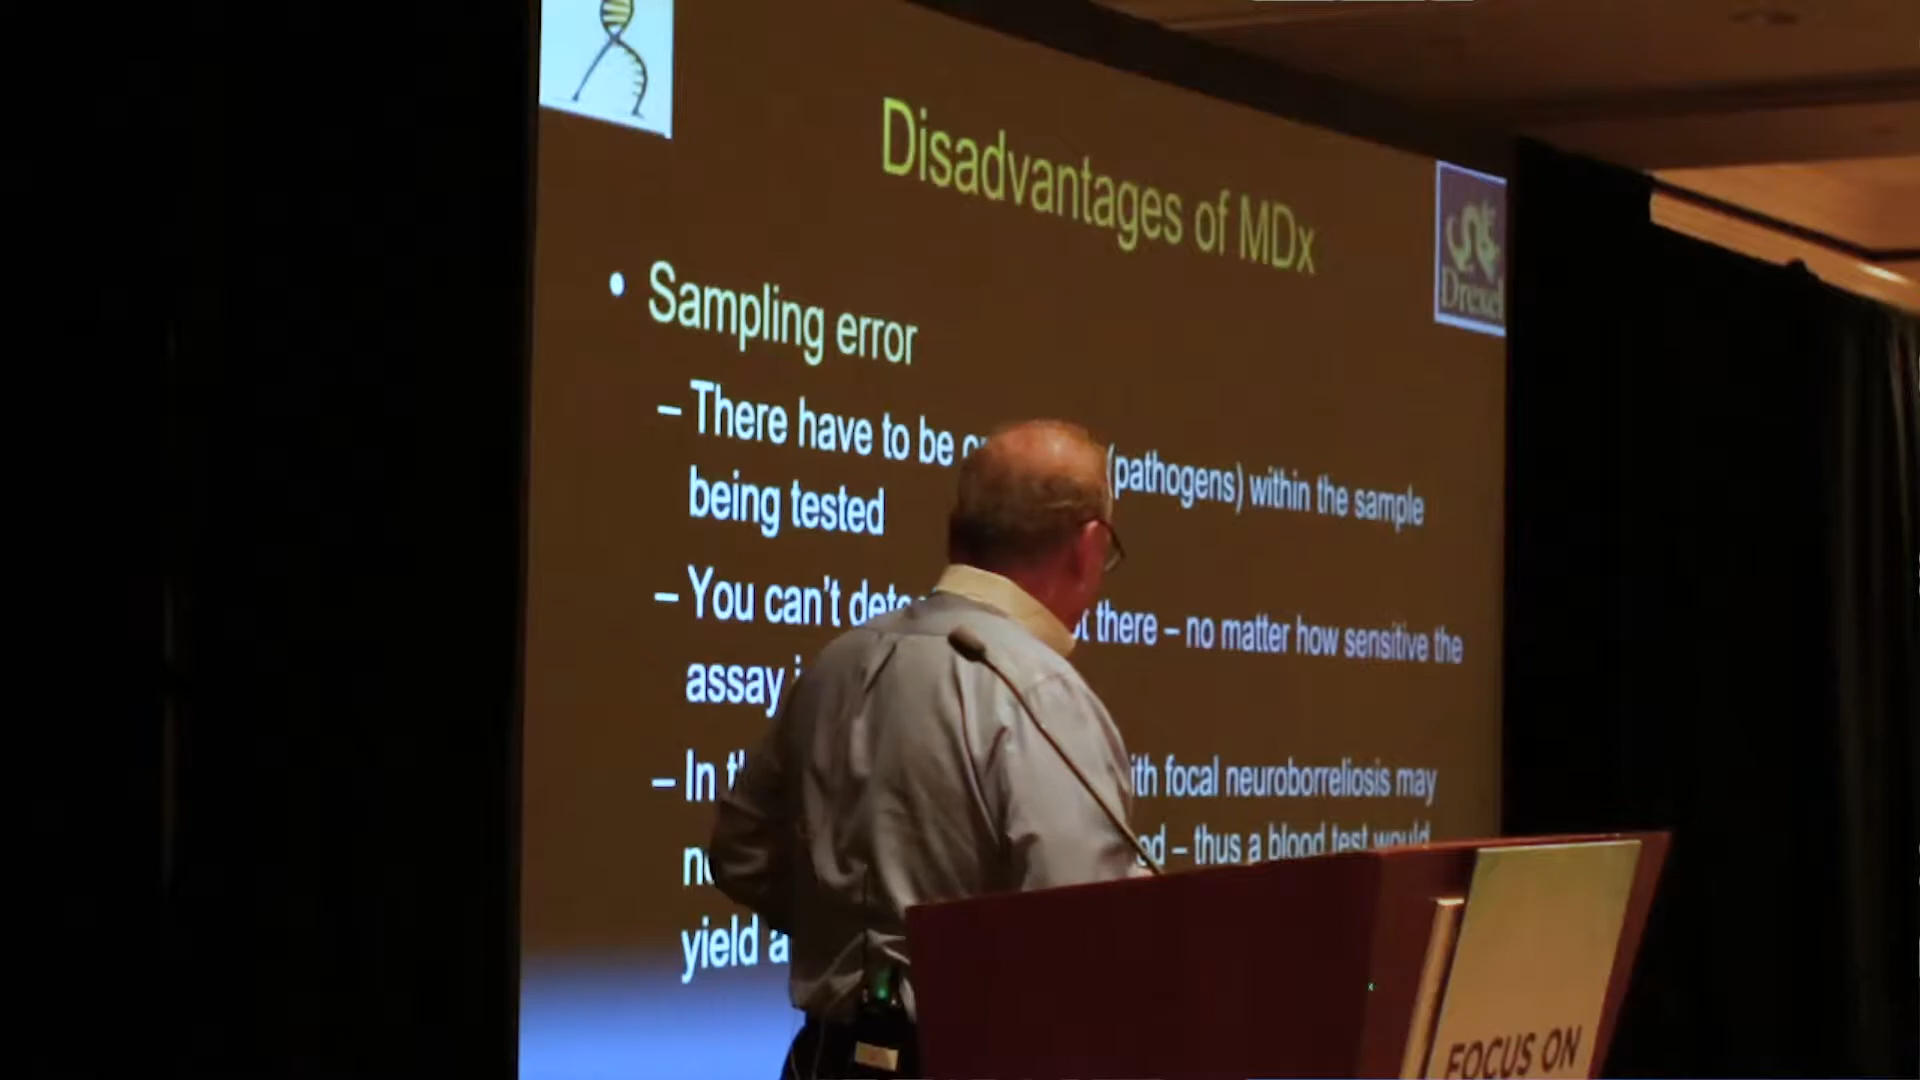 Disadvantages of MDx
Drexel
• Sampling error
– There have to be (pathogens) within the sample
being tested
– You can't there – no matter how sensitive the
assay
– In focal neuroborreliosis may
– thus a blood test would
yield a
FOCUS ON